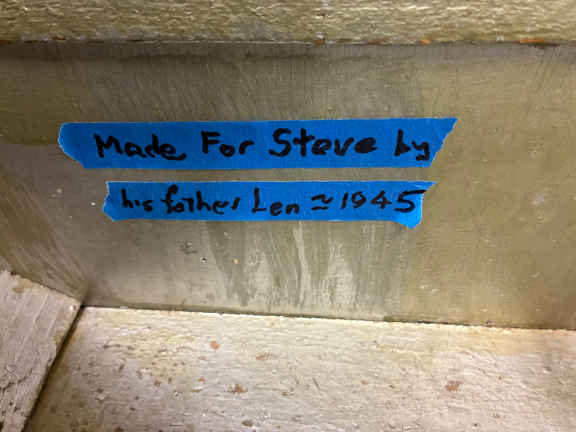 Made For Steve by
his father Len ≈ 1945